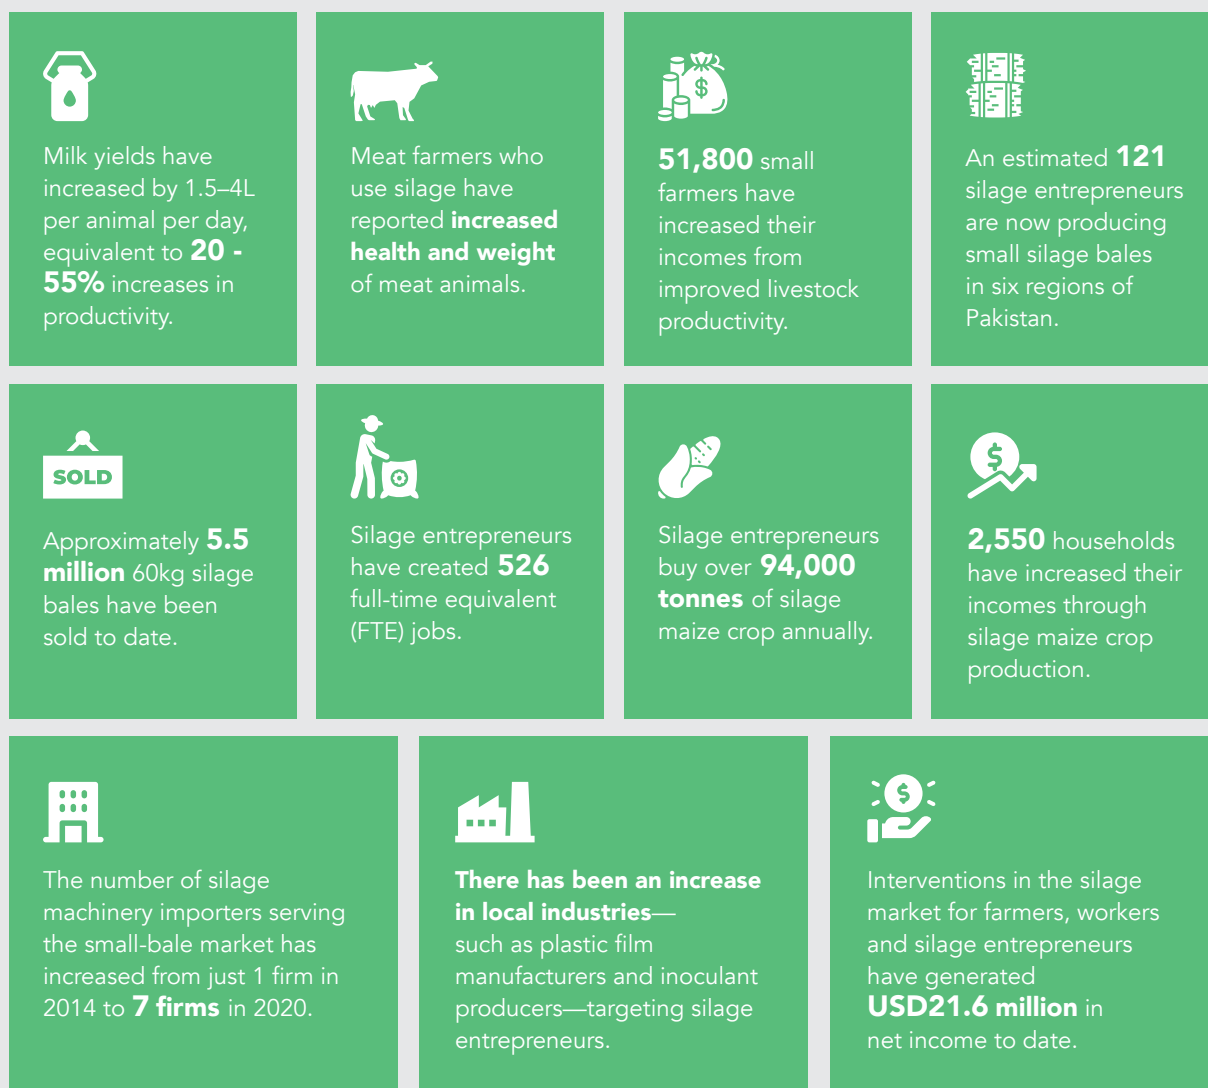 Milk yields have
increased by 1.5–4L
per animal per day,
equivalent to 20 -
55% increases in
productivity.
Meat farmers who
use silage have
reported increased
health and weight
of meat animals.
$
51,800 small
farmers have
increased their
incomes from
improved livestock
productivity.
An estimated 121
silage entrepreneurs
are now producing
small silage bales
in six regions of
Pakistan.
SOLD
Approximately 5.5
million 60kg silage
bales have been
sold to date.
Silage entrepreneurs
have created 526
full-time equivalent
(FTE) jobs.
Silage entrepreneurs
buy over 94,000
tonnes of silage
maize crop annually.
$
2,550 households
have increased their
incomes through
silage maize crop
production.
The number of silage
machinery importers serving
the small-bale market has
increased from just 1 firm in
2014 to 7 firms in 2020.
There has been an increase
in local industries—
such as plastic film
manufacturers and inoculant
producers—targeting silage
entrepreneurs.
$
Interventions in the silage
market for farmers, workers
and silage entrepreneurs
have generated
USD21.6 million in
net income to date.